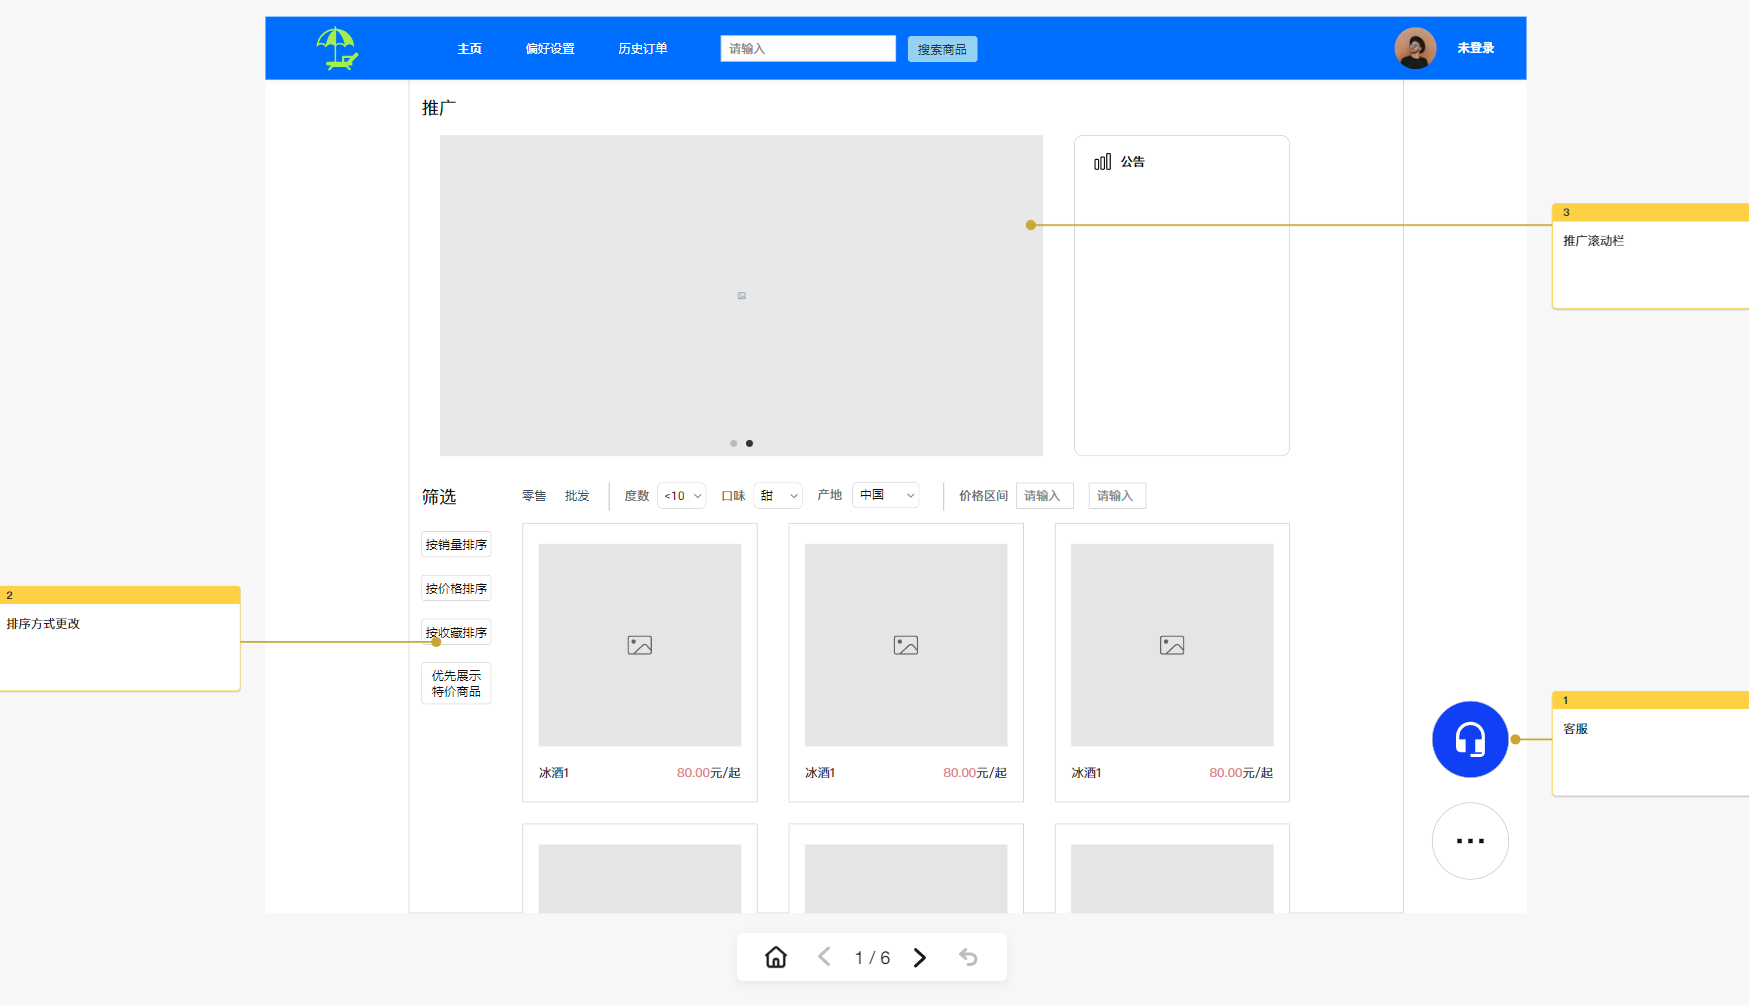 主页 偏好设置 历史订单 请输入 搜索商品 未登录
推广
公告
3
推广滚动栏
筛选 零售 批发 度数 <10 口味 甜 产地 中国 价格区间 请输入 请输入
按销量排序
按价格排序
按收藏排序
优先展示
特价商品
2
排序方式更改
冰酒1 80.00元/起
冰酒1 80.00元/起
冰酒1 80.00元/起
1
客服
1 / 6